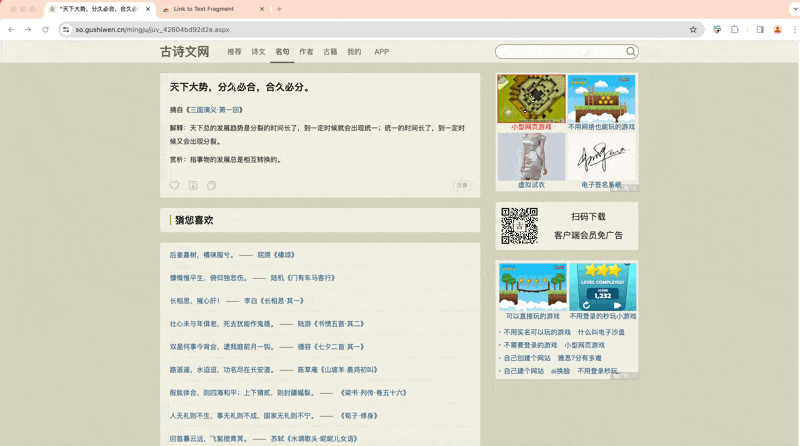 "天下大势，分久必合，合久必
Link to Text Fragment
so.gushiwen.cn/mingju/juv_42604bd92d2e.aspx
古诗文网 推荐 诗文 名句 作者 古籍 我的 APP
天下大势，分久必合，合久必分。
摘自《三国演义·第一回》
解释：天下总的发展趋势是分裂的时间长了，到一定时候就会出现统一；统一的时间长了，到一定时
候又会出现分裂。
赏析：指事物的发展总是相互转换的。
完善
猜您喜欢
后皇嘉树，橘徕服兮。 —— 屈原《橘颂》
慷慨惟平生，俯仰独悲伤。 —— 陆机《门有车马客行》
长相思，摧心肝！ —— 李白《长相思·其一》
壮心未与年俱老，死去犹能作鬼雄。 —— 陆游《书愤五首·其二》
双星何事今宵会，遗我庭前月一钩。 —— 德容《七夕二首·其一》
路遥遥，水迢迢，功名尽在长安道。 —— 陈草庵《山坡羊·晨鸡初叫》
股肱体合，则四海和平；上下猜贰，则封疆幅裂。 —— 《梁书·列传·卷五十六》
人无礼则不生，事无礼则不成，国家无礼则不宁。 —— 《荀子·修身》
回首暮云远，飞絮搅青冥。 —— 苏轼《水调歌头·昵昵儿女语》
小型网页游戏 不用网络也能玩的游戏
虚拟试衣 电子签名系统
扫码下载
客户端会员免广告
LEVEL COMPLETED!
SCORE
1,232
可以直接玩的游戏 不用登录的秒玩小游戏
不用实名可以玩的游戏 什么叫电子沙盘
不需要登录的游戏 小型网页游戏
自己创建个网站 雅思7分有多难
自己建个网站 ai换脸 不用登录的秒玩